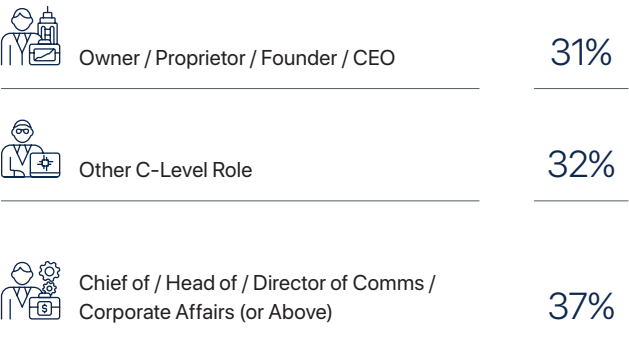 Owner / Proprietor / Founder / CEO 31%
Other C-Level Role 32%
Chief of / Head of / Director of Comms /
Corporate Affairs (or Above) 37%